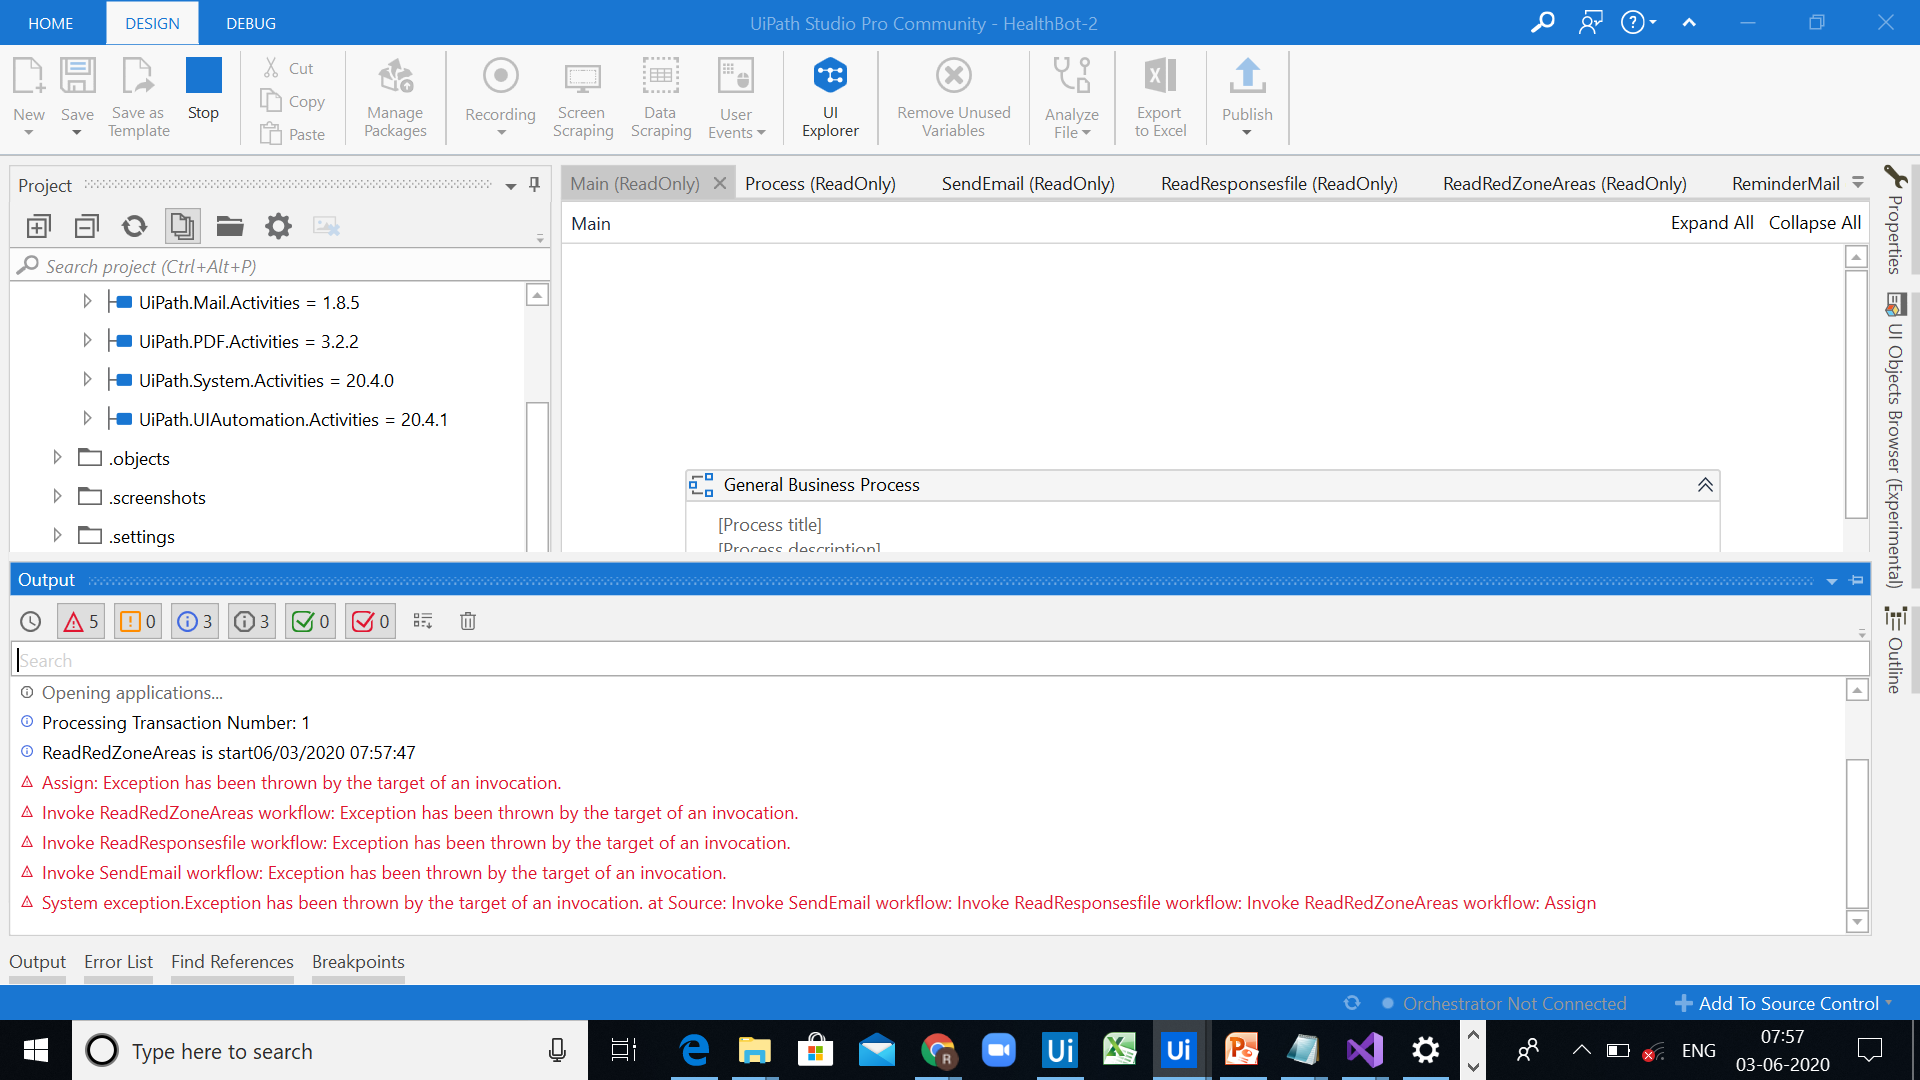 HOME
DESIGN
DEBUG
UiPath Studio Pro Community - HealthBot-2
New
Save
Save as
Template
Stop
Cut
Copy
Paste
Manage
Packages
Recording
Screen
Scraping
Data
Scraping
User
Events
UI
Explorer
Remove Unused
Variables
Analyze
File
Export
to Excel
Publish
Project
Search project (Ctrl+Alt+P)
UiPath.Mail.Activities = 1.8.5
UiPath.PDF.Activities = 3.2.2
UiPath.System.Activities = 20.4.0
UiPath.UIAutomation.Activities = 20.4.1
.objects
.screenshots
.settings
Main (ReadOnly)
Process (ReadOnly)
SendEmail (ReadOnly)
ReadResponsesfile (ReadOnly)
ReadRedZoneAreas (ReadOnly)
ReminderMail
Main
Expand All
Collapse All
General Business Process
[Process title]
[Process description]
Properties
UI Objects Browser (Experimental)
Outline
Output
5
0
3
3
0
0
Search
Opening applications...
Processing Transaction Number: 1
ReadRedZoneAreas is start06/03/2020 07:57:47
Assign: Exception has been thrown by the target of an invocation.
Invoke ReadRedZoneAreas workflow: Exception has been thrown by the target of an invocation.
Invoke ReadResponsesfile workflow: Exception has been thrown by the target of an invocation.
Invoke SendEmail workflow: Exception has been thrown by the target of an invocation.
System exception.Exception has been thrown by the target of an invocation. at Source: Invoke SendEmail workflow: Invoke ReadResponsesfile workflow: Invoke ReadRedZoneAreas workflow: Assign
Output
Error List
Find References
Breakpoints
Orchestrator Not Connected
Add To Source Control
Type here to search
R
Ui
Ui
ENG
07:57
03-06-2020